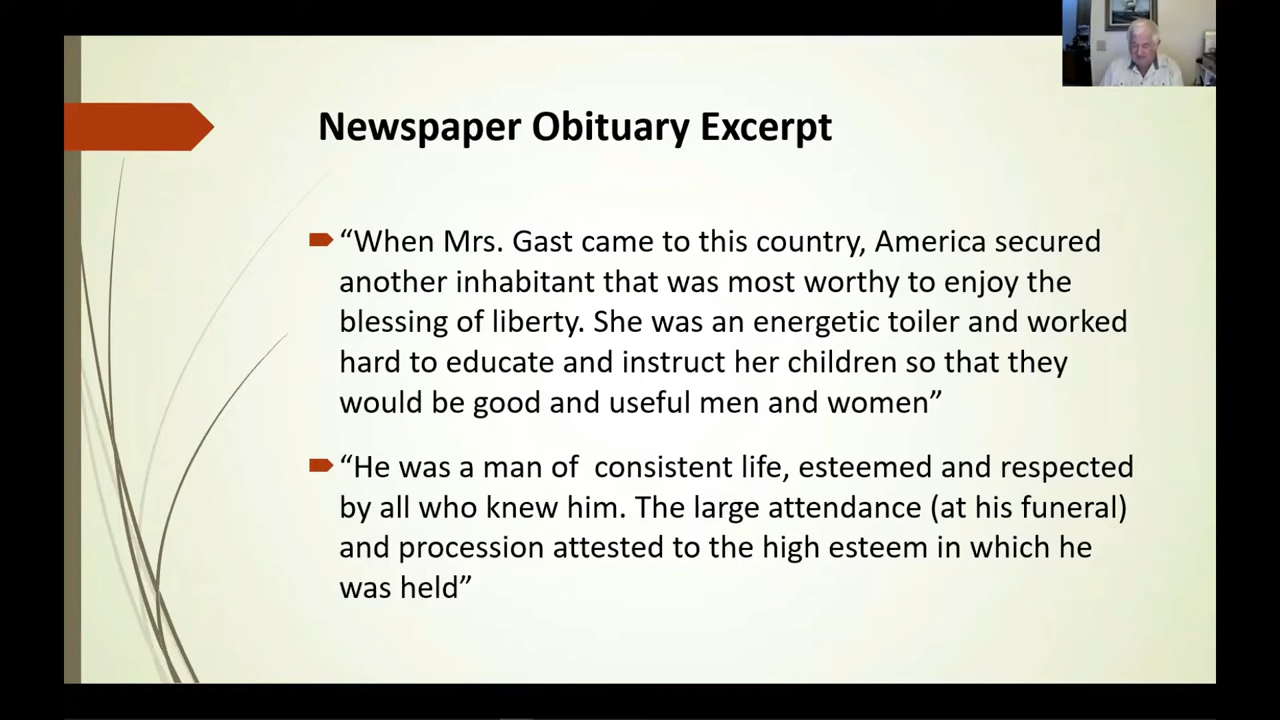 Newspaper Obituary Excerpt
“When Mrs. Gast came to this country, America secured
another inhabitant that was most worthy to enjoy the
blessing of liberty. She was an energetic toiler and worked
hard to educate and instruct her children so that they
would be good and useful men and women”
“He was a man of  consistent life, esteemed and respected
by all who knew him. The large attendance (at his funeral)
and procession attested to the high esteem in which he
was held”